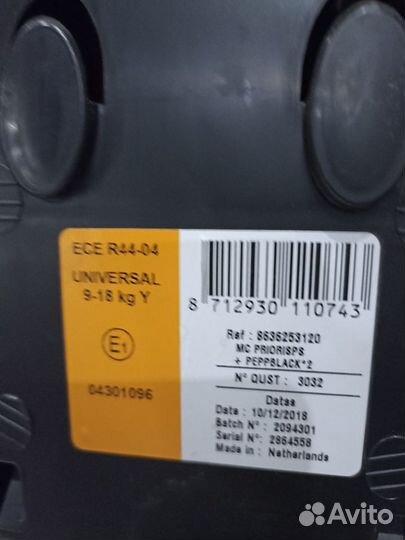 ECE R44-04
UNIVERSAL
9-18 kg Y
E1
04301096
8 712930 110743
Ref : 8636253120
MC PRIORISPS
+ PEPPBLACK*2
N° QUST : 3032
Datas
Date : 10/12/2018
Batch N° : 2094301
Serial N° : 2864558
Made in : Netherlands
Avito